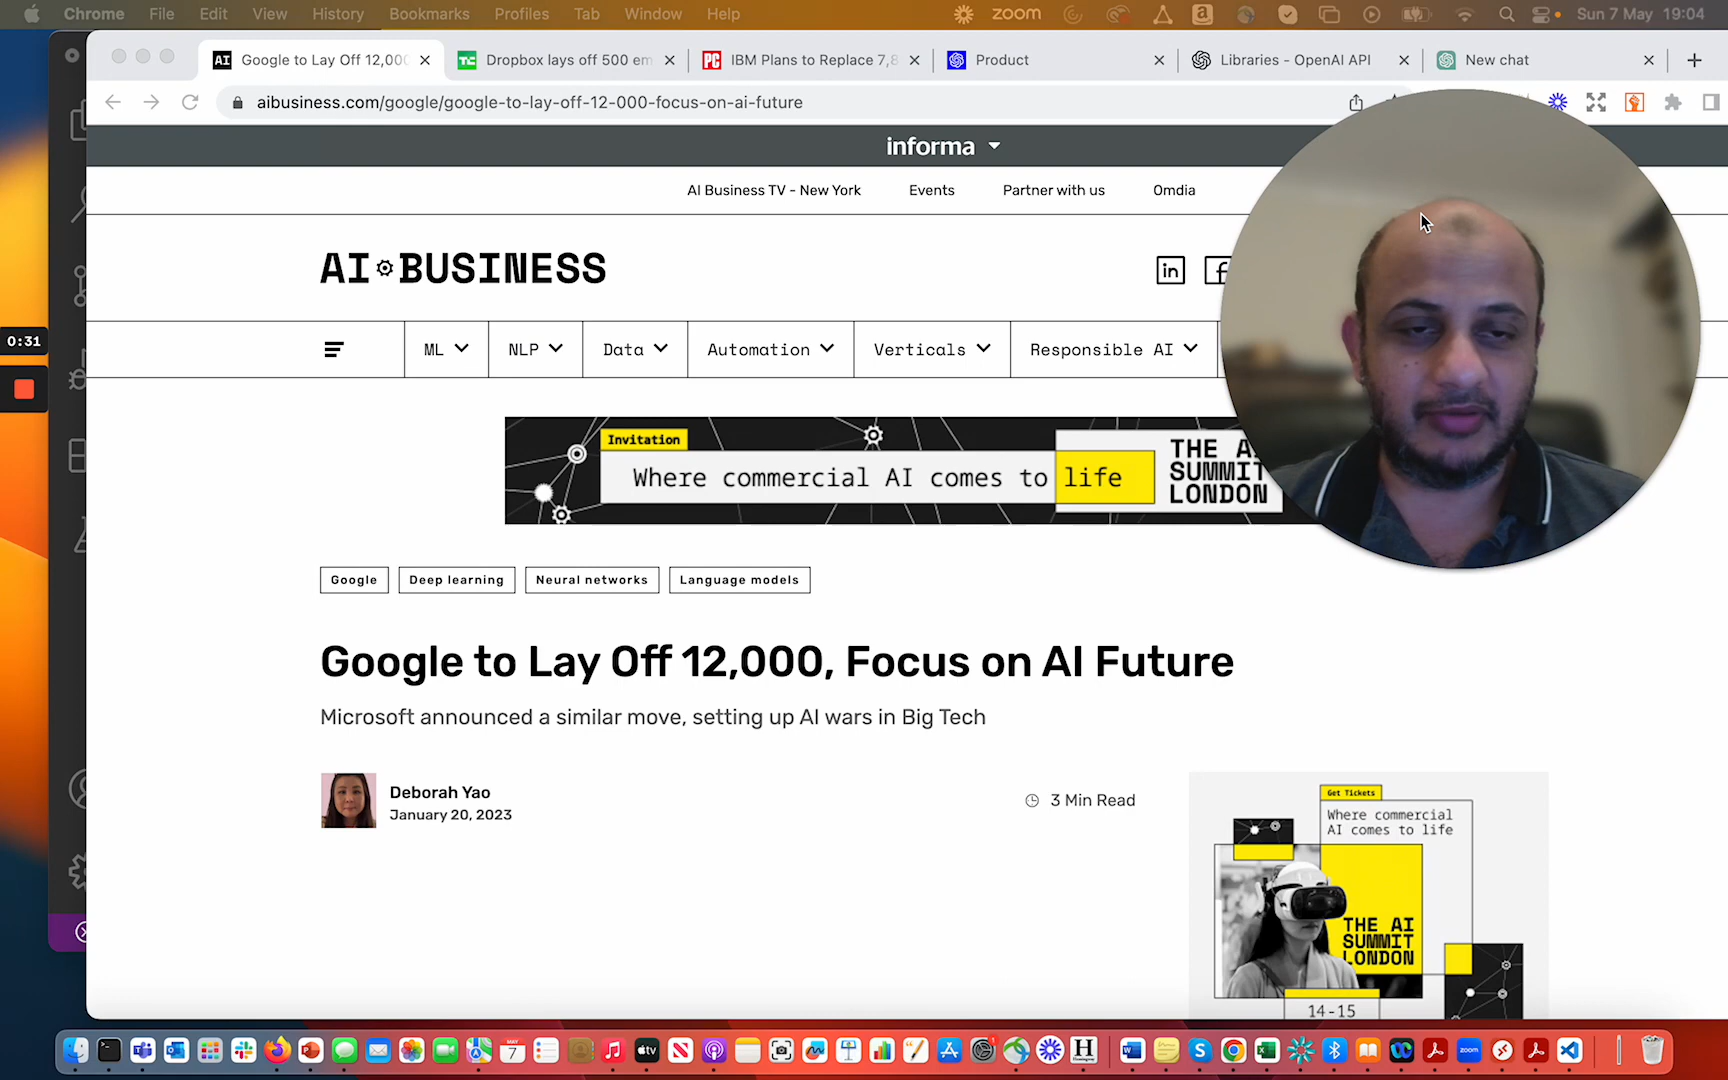 Chrome File Edit View History Bookmarks Profiles Tab Window Help zoom Sun 7 May 19:04
Google to Lay Off 12,000
Dropbox lays off 500 em
IBM Plans to Replace 7,8
Product
Libraries - OpenAI API
New chat
aibusiness.com/google/google-to-lay-off-12-000-focus-on-ai-future
informa
AI Business TV - New York Events Partner with us Omdia
AI BUSINESS
in f
0:31
ML NLP Data Automation Verticals Responsible AI
Invitation
Where commercial AI comes to life
THE A
SUMMIT
LONDON
Google Deep learning Neural networks Language models
Google to Lay Off 12,000, Focus on AI Future
Microsoft announced a similar move, setting up AI wars in Big Tech
Deborah Yao
January 20, 2023
3 Min Read
Get Tickets
Where commercial
AI comes to life
THE AI
SUMMIT
LONDON
14-15